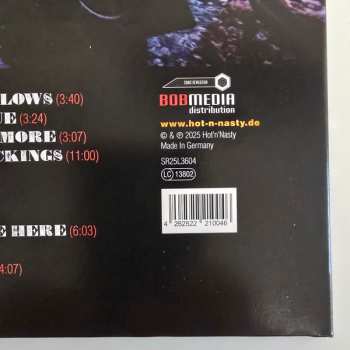 LOWS (3:40)
UE (3:24)
MORE (3:07)
CKINGS (11:00)
E HERE (6:03)
4:07)
SONIC REVOLUTION
BOBMEDIA
distribution
www.hot-n-nasty.de
© & ℗ 2025 Hot'n'Nasty
Made In Germany
SR25L3604
LC 13802
4 262522 210046